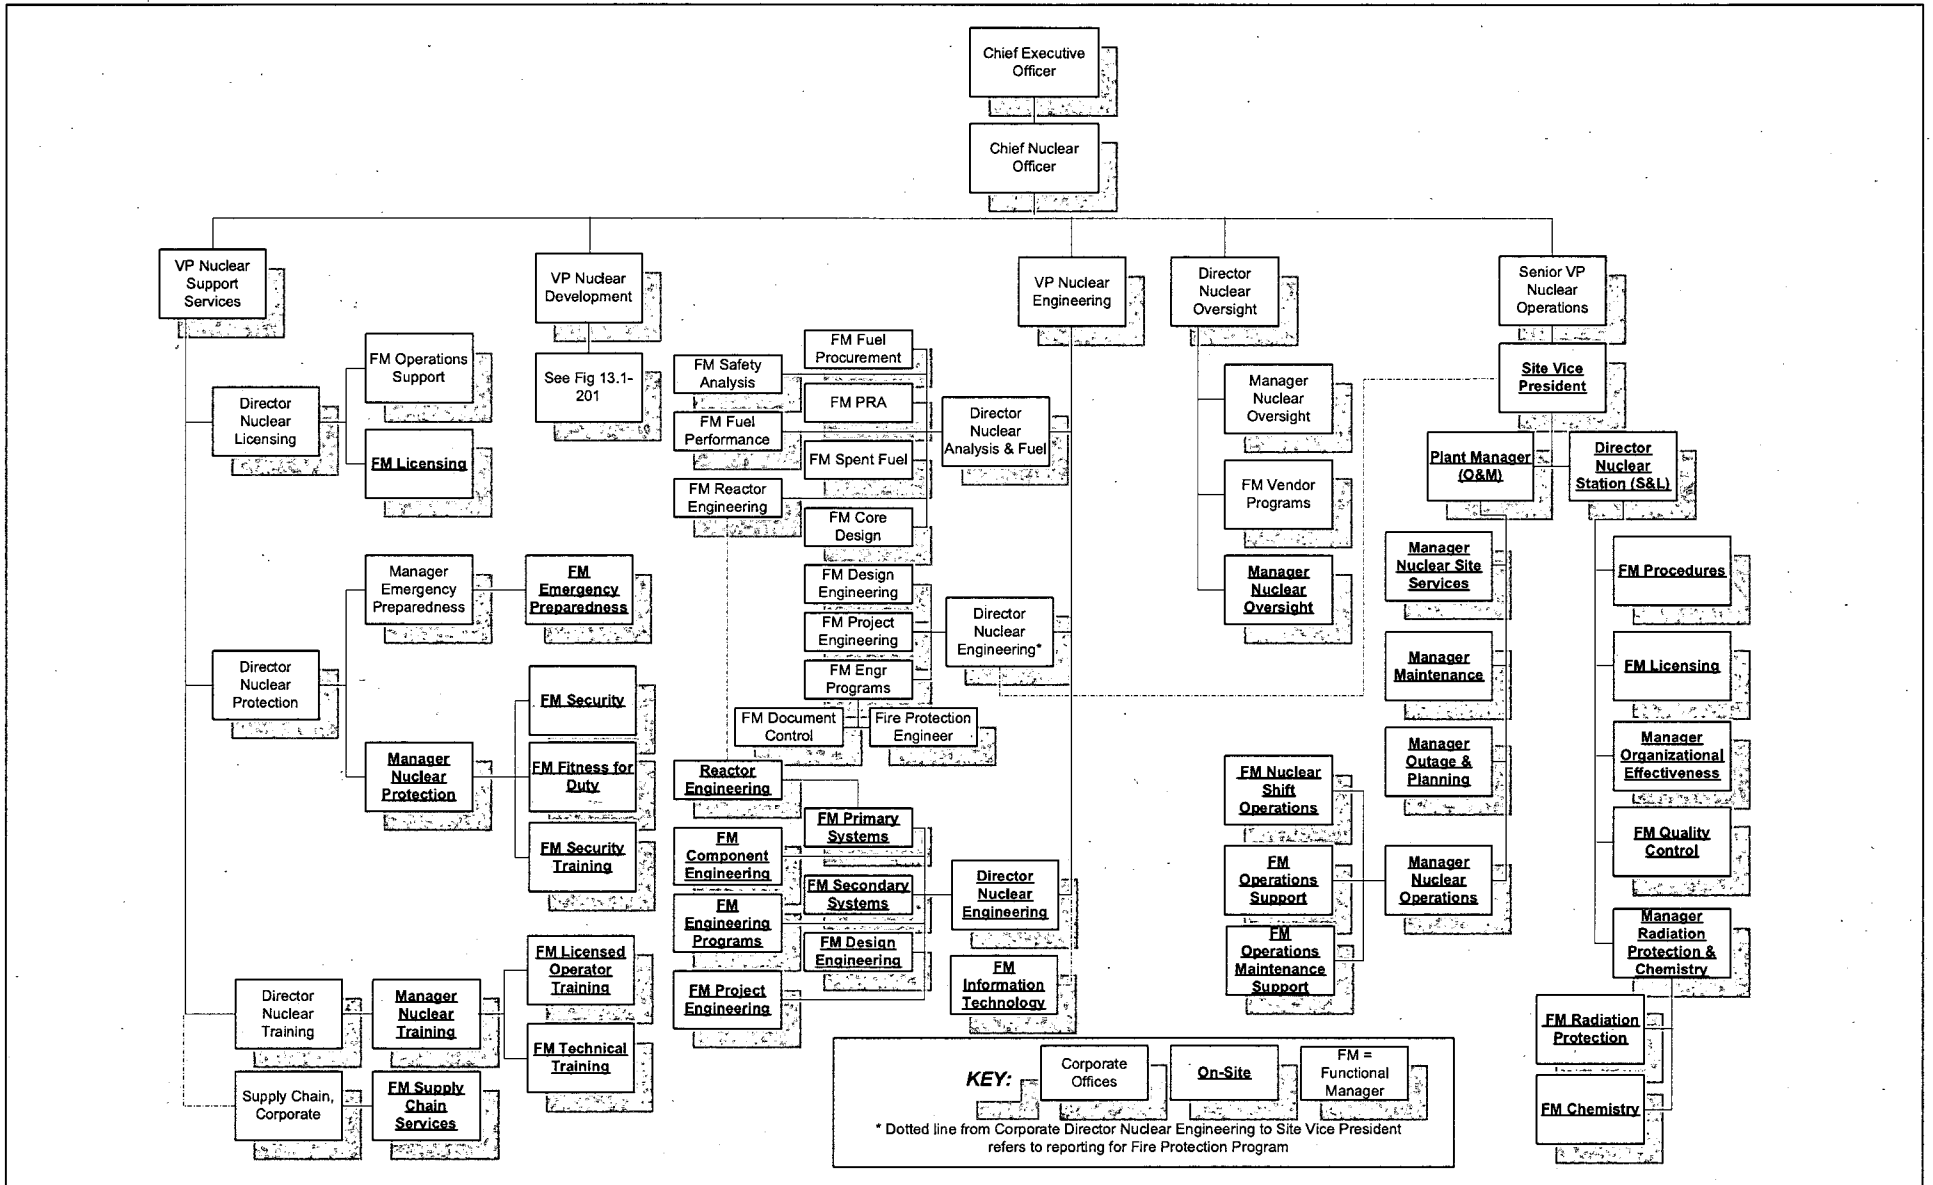 Chief Executive
Officer
Chief Nuclear
Officer
VP Nuclear
Support
Services
VP Nuclear
Development
VP Nuclear
Engineering
Director
Nuclear
Oversight
Senior VP
Nuclear
Operations
FM Operations
Support
Director
Nuclear
Licensing
FM Licensing
See Fig 13.1-
201
FM Fuel
Procurement
FM Safety
Analysis
FM PRA
FM Fuel
Performance
FM Spent Fuel
FM Reactor
Engineering
FM Core
Design
Director
Nuclear
Analysis & Fuel
Manager
Nuclear
Oversight
FM Vendor
Programs
Manager
Nuclear
Oversight
Site Vice
President
Plant Manager
(O&M)
Director
Nuclear
Station (S&L)
Manager
Emergency
Preparedness
FM
Emergency
Preparedness
Director
Nuclear
Protection
FM Security
Manager
Nuclear
Protection
FM Fitness for
Duty
FM Security
Training
FM Design
Engineering
FM Project
Engineering
FM Engr
Programs
Director
Nuclear
Engineering*
FM Document
Control
Fire Protection
Engineer
Reactor
Engineering
FM Primary
Systems
FM
Component
Engineering
FM Secondary
Systems
FM
Engineering
Programs
FM Design
Engineering
FM Project
Engineering
Director
Nuclear
Engineering
FM
Information
Technology
Manager
Nuclear Site
Services
Manager
Maintenance
Manager
Outage &
Planning
Manager
Nuclear
Operations
FM Nuclear
Shift
Operations
FM
Operations
Support
FM
Operations
Maintenance
Support
FM Procedures
FM Licensing
Manager
Organizational
Effectiveness
FM Quality
Control
Manager
Radiation
Protection &
Chemistry
FM Radiation
Protection
FM Chemistry
Director
Nuclear
Training
Manager
Nuclear
Training
FM Licensed
Operator
Training
FM Technical
Training
Supply Chain,
Corporate
FM Supply
Chain
Services
KEY:
Corporate
Offices
On-Site
FM =
Functional
Manager
* Dotted line from Corporate Director Nuclear Engineering to Site Vice President
refers to reporting for Fire Protection Program